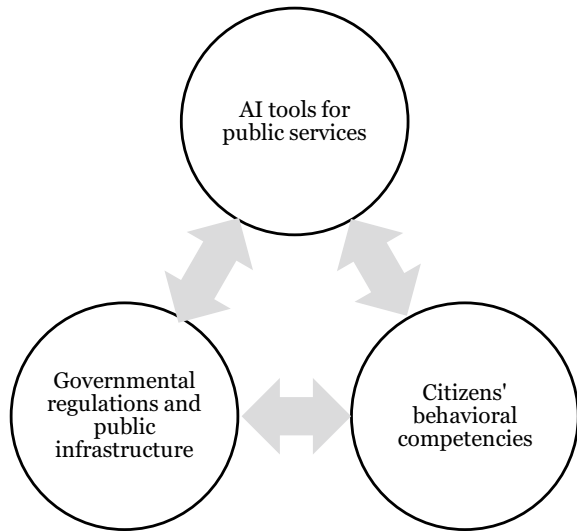 AI tools for
public services
Governmental
regulations and
public
infrastructure
Citizens'
behavioral
competencies